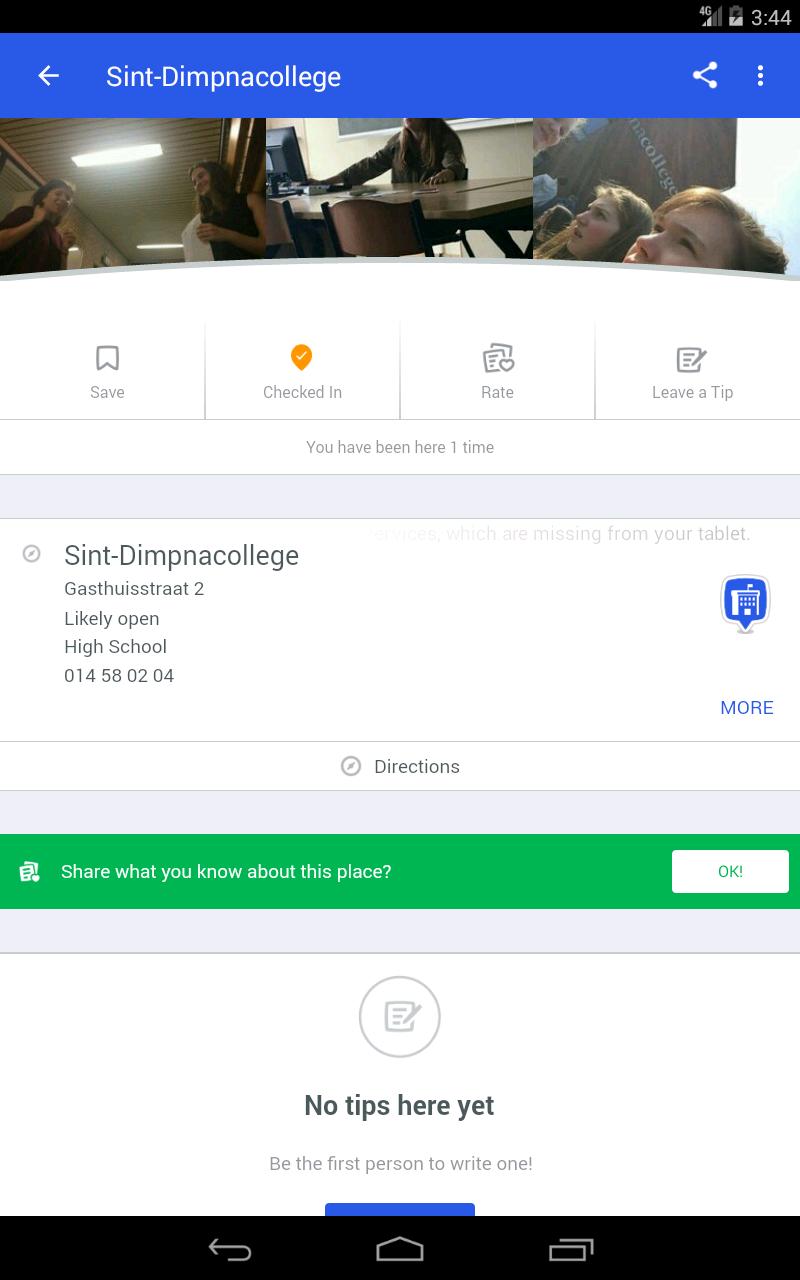 4G 3:44
Sint-Dimpnacollege
nacollege
Save
Checked In
Rate
Leave a Tip
You have been here 1 time
services, which are missing from your tablet.
Sint-Dimpnacollege
Gasthuisstraat 2
Likely open
High School
014 58 02 04
MORE
Directions
Share what you know about this place?
OK!
No tips here yet
Be the first person to write one!